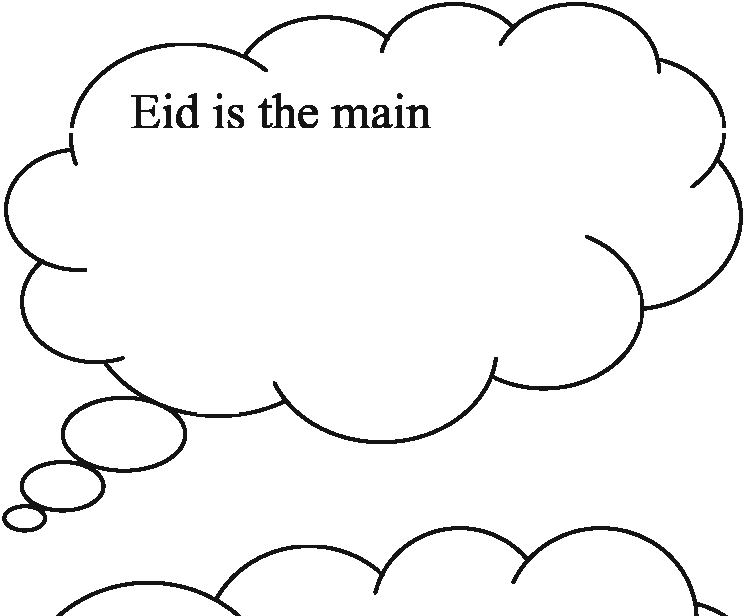 Eid is the main